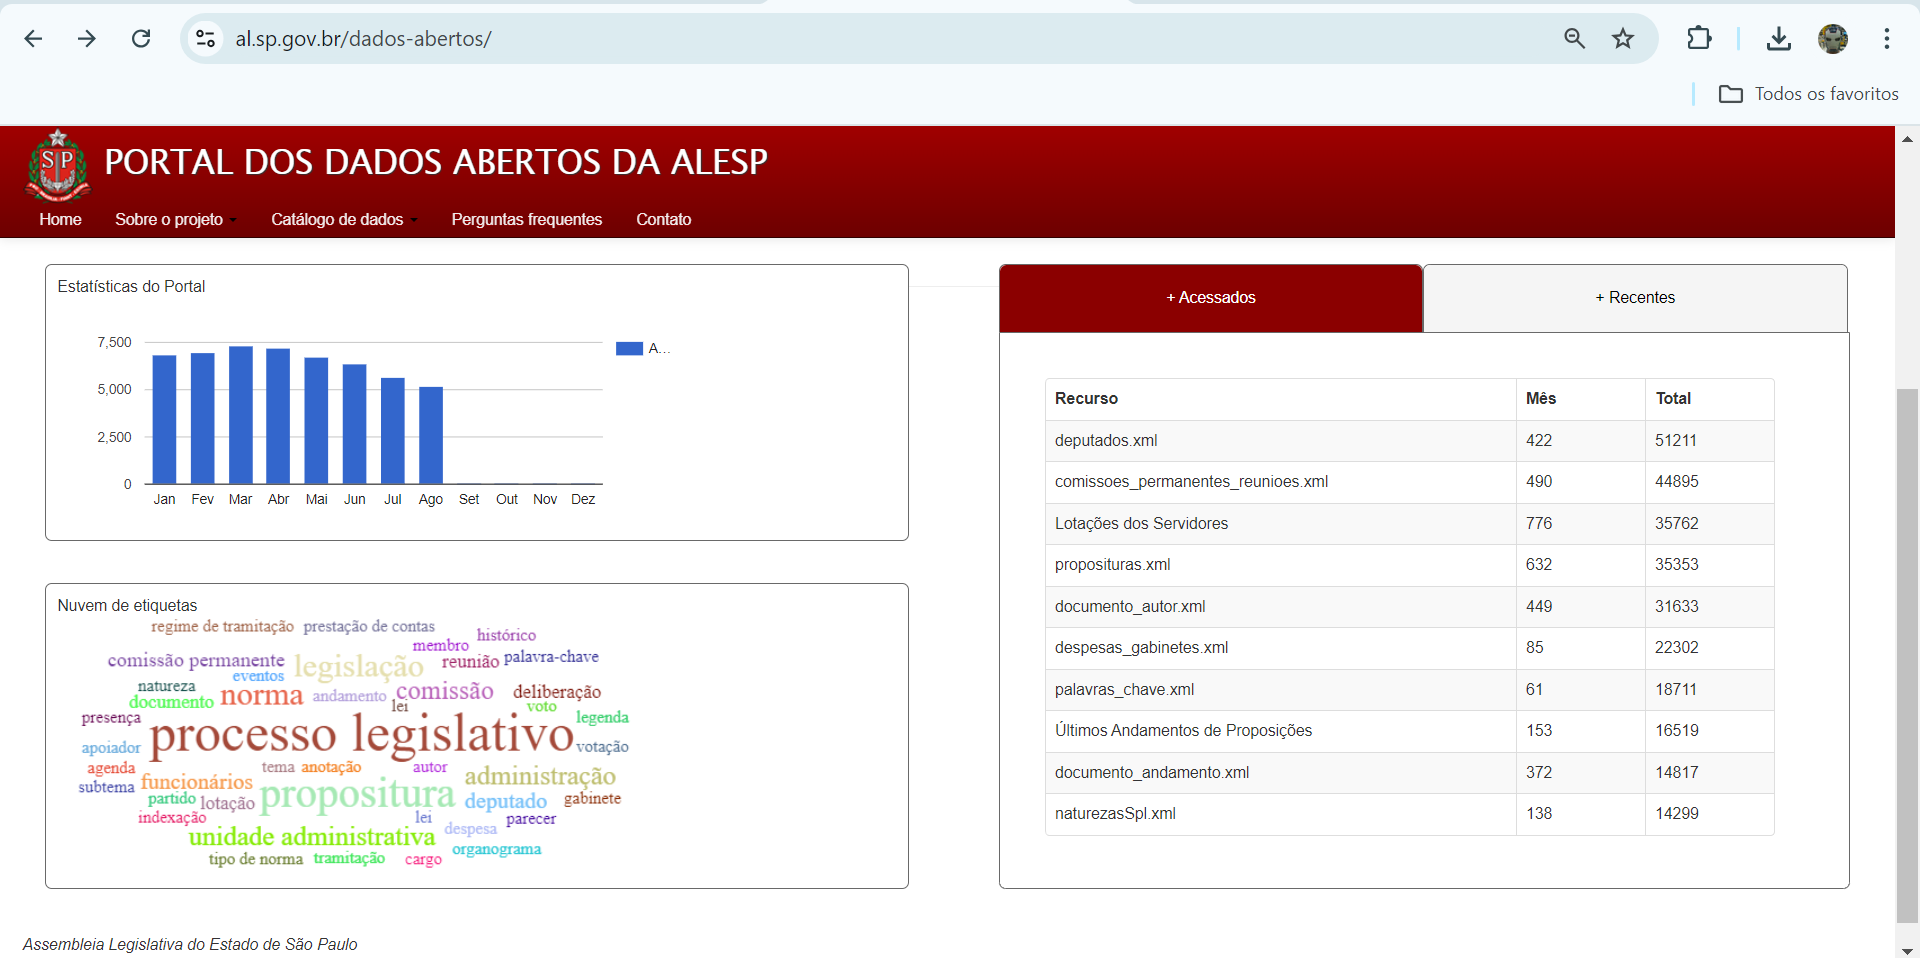 al.sp.gov.br/dados-abertos/
Todos os favoritos
SP
PORTAL DOS DADOS ABERTOS DA ALESP
Home Sobre o projeto Catálogo de dados Perguntas frequentes Contato
Estatísticas do Portal
7,500
5,000
2,500
0
Jan Fev Mar Abr Mai Jun Jul Ago Set Out Nov Dez
A...
Nuvem de etiquetas
regime de tramitação prestação de contas
histórico
membro
comissão permanente legislação reunião palavra-chave
eventos
natureza norma andamento comissão deliberação
documento lei voto
presença legenda
processo legislativo
apoiador votação
agenda tema anotação autor
subtema funcionários administração
partido lotação propositura deputado gabinete
indexação lei parecer
unidade administrativa despesa
organograma
tipo de norma tramitação cargo
+ Acessados + Recentes
Recurso Mês Total
deputados.xml 422 51211
comissoes_permanentes_reunioes.xml 490 44895
Lotações dos Servidores 776 35762
proposituras.xml 632 35353
documento_autor.xml 449 31633
despesas_gabinetes.xml 85 22302
palavras_chave.xml 61 18711
Últimos Andamentos de Proposições 153 16519
documento_andamento.xml 372 14817
naturezasSpl.xml 138 14299
Assembleia Legislativa do Estado de São Paulo